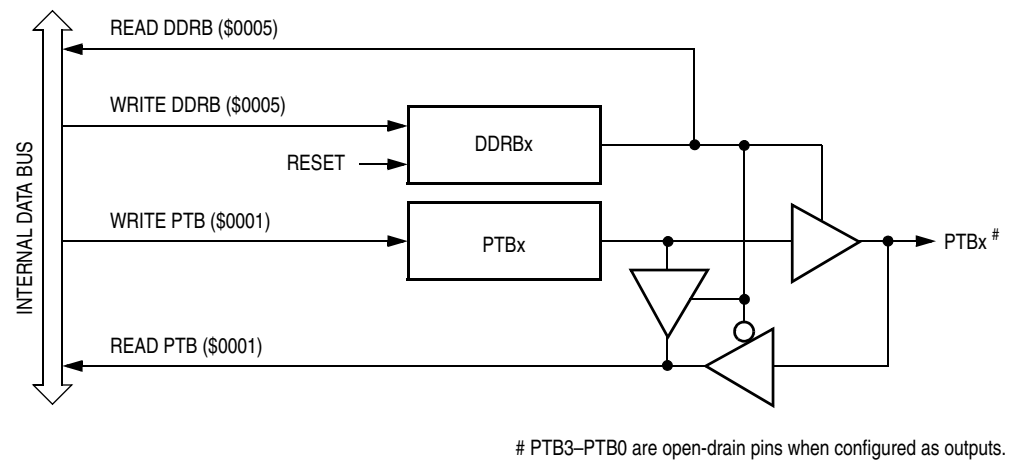 READ DDRB ($0005)
WRITE DDRB ($0005)
DDRBx
RESET
INTERNAL DATA BUS
WRITE PTB ($0001)
PTBx
PTBx #
READ PTB ($0001)
# PTB3–PTB0 are open-drain pins when configured as outputs.